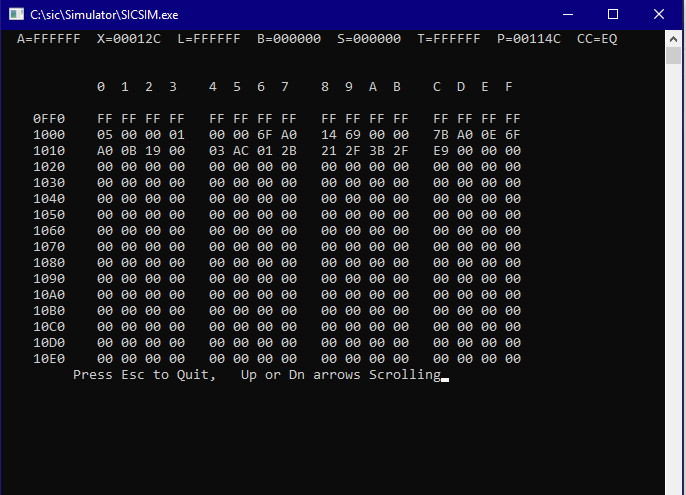 C:\sic\Simulator\SICSIM.exe
A=FFFFFF X=00012C L=FFFFFF B=000000 S=000000 T=FFFFFF P=00114C CC=EQ
0 1 2 3 4 5 6 7 8 9 A B C D E F
0FF0 FF FF FF FF FF FF FF FF FF FF FF FF FF FF FF FF
1000 05 00 00 01 00 00 6F A0 14 69 00 00 7B A0 0E 6F
1010 A0 0B 19 00 03 AC 01 2B 21 2F 3B 2F E9 00 00 00
1020 00 00 00 00 00 00 00 00 00 00 00 00 00 00 00 00
1030 00 00 00 00 00 00 00 00 00 00 00 00 00 00 00 00
1040 00 00 00 00 00 00 00 00 00 00 00 00 00 00 00 00
1050 00 00 00 00 00 00 00 00 00 00 00 00 00 00 00 00
1060 00 00 00 00 00 00 00 00 00 00 00 00 00 00 00 00
1070 00 00 00 00 00 00 00 00 00 00 00 00 00 00 00 00
1080 00 00 00 00 00 00 00 00 00 00 00 00 00 00 00 00
1090 00 00 00 00 00 00 00 00 00 00 00 00 00 00 00 00
10A0 00 00 00 00 00 00 00 00 00 00 00 00 00 00 00 00
10B0 00 00 00 00 00 00 00 00 00 00 00 00 00 00 00 00
10C0 00 00 00 00 00 00 00 00 00 00 00 00 00 00 00 00
10D0 00 00 00 00 00 00 00 00 00 00 00 00 00 00 00 00
10E0 00 00 00 00 00 00 00 00 00 00 00 00 00 00 00 00
Press Esc to Quit, Up or Dn arrows Scrolling